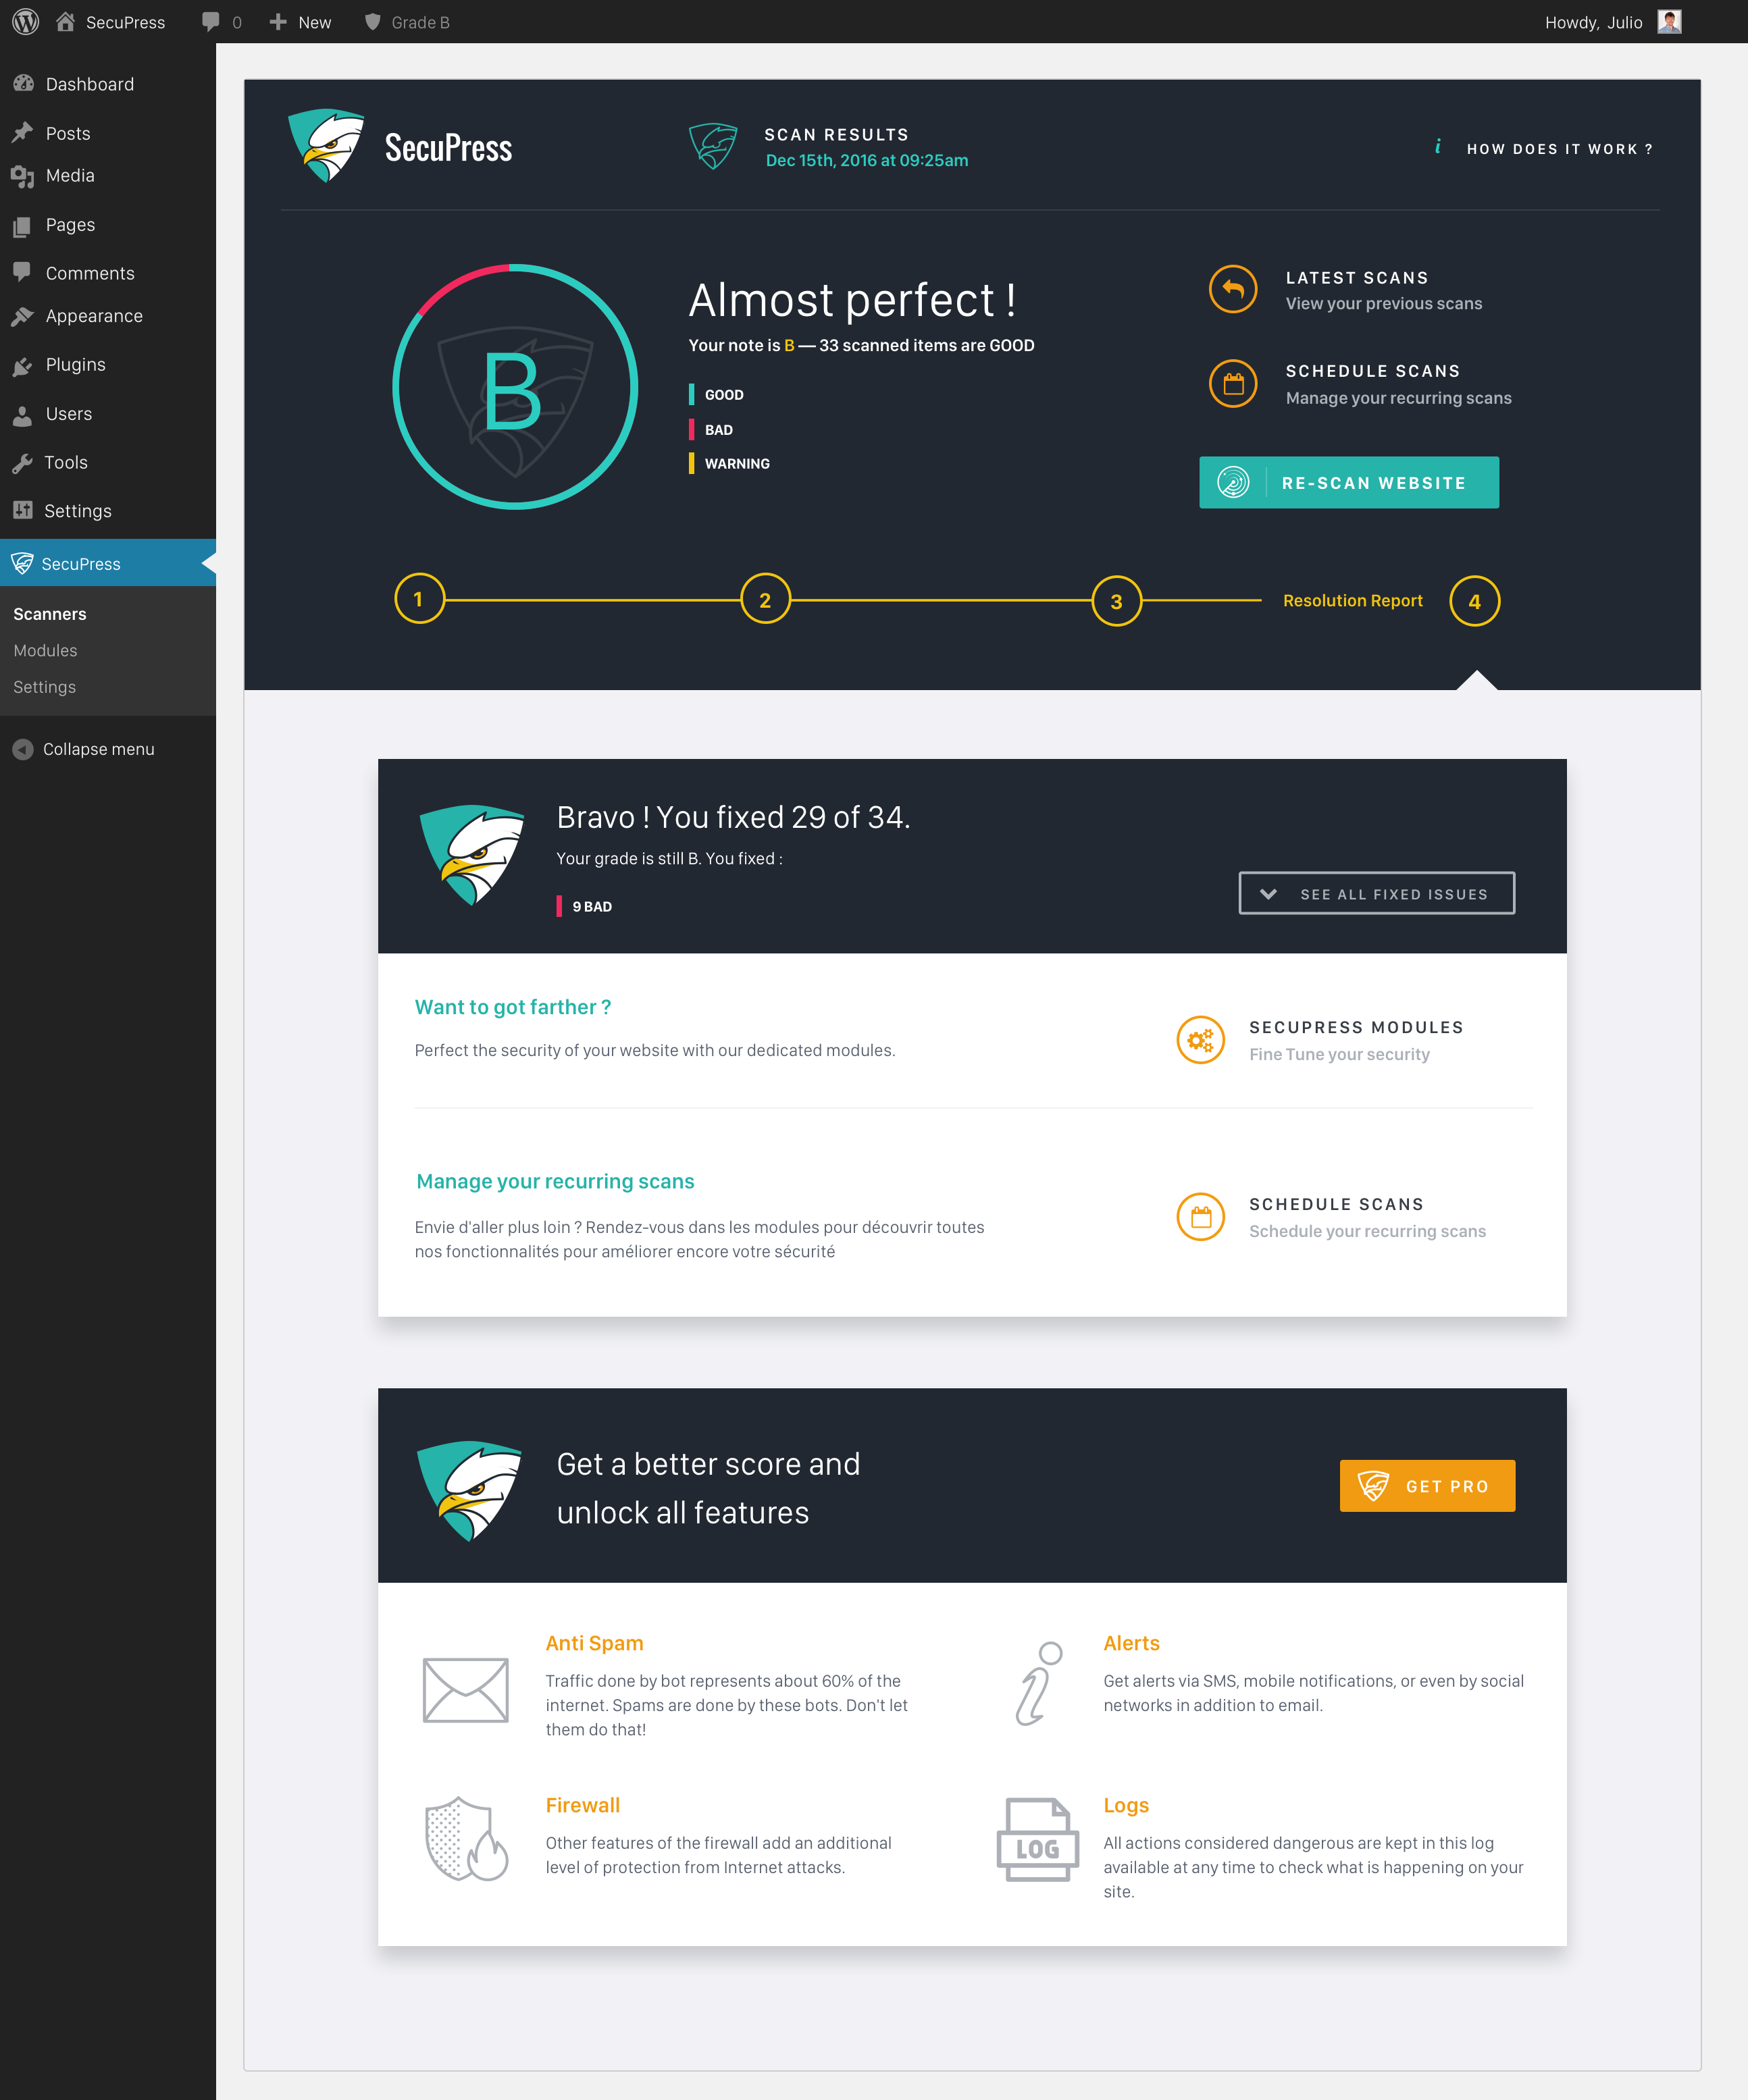 SecuPress
0
New
Grade B
Howdy, Julio
Dashboard
Posts
Media
Pages
Comments
Appearance
Plugins
Users
Tools
Settings
SecuPress
Scanners
Modules
Settings
Collapse menu
SecuPress
SCAN RESULTS
Dec 15th, 2016 at 09:25am
i HOW DOES IT WORK ?
B
Almost perfect !
Your note is B — 33 scanned items are GOOD
GOOD
BAD
WARNING
LATEST SCANS
View your previous scans
SCHEDULE SCANS
Manage your recurring scans
RE-SCAN WEBSITE
1
2
3
Resolution Report
4
Bravo ! You fixed 29 of 34.
Your grade is still B. You fixed :
9 BAD
SEE ALL FIXED ISSUES
Want to got farther ?
Perfect the security of your website with our dedicated modules.
SECUPRESS MODULES
Fine Tune your security
Manage your recurring scans
Envie d'aller plus loin ? Rendez-vous dans les modules pour découvrir toutes
nos fonctionnalités pour améliorer encore votre sécurité
SCHEDULE SCANS
Schedule your recurring scans
Get a better score and
unlock all features
GET PRO
Anti Spam
Traffic done by bot represents about 60% of the
internet. Spams are done by these bots. Don't let
them do that!
Alerts
Get alerts via SMS, mobile notifications, or even by social
networks in addition to email.
Firewall
Other features of the firewall add an additional
level of protection from Internet attacks.
LOG
Logs
All actions considered dangerous are kept in this log
available at any time to check what is happening on your
site.